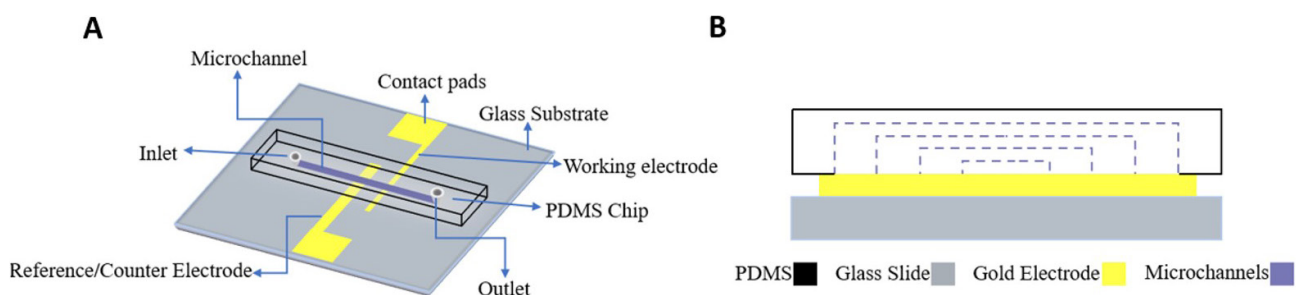 A
B
Microchannel
Contact pads
Glass Substrate
Inlet
Working electrode
PDMS Chip
Reference/Counter Electrode
Outlet
PDMS Glass Slide Gold Electrode Microchannels